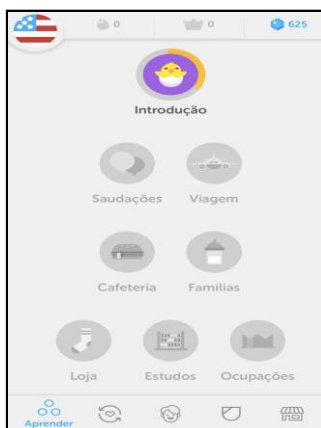 0 0 625
Introdução
Saudações Viagem
Cafeteria Famílias
Loja Estudos Ocupações
Aprender